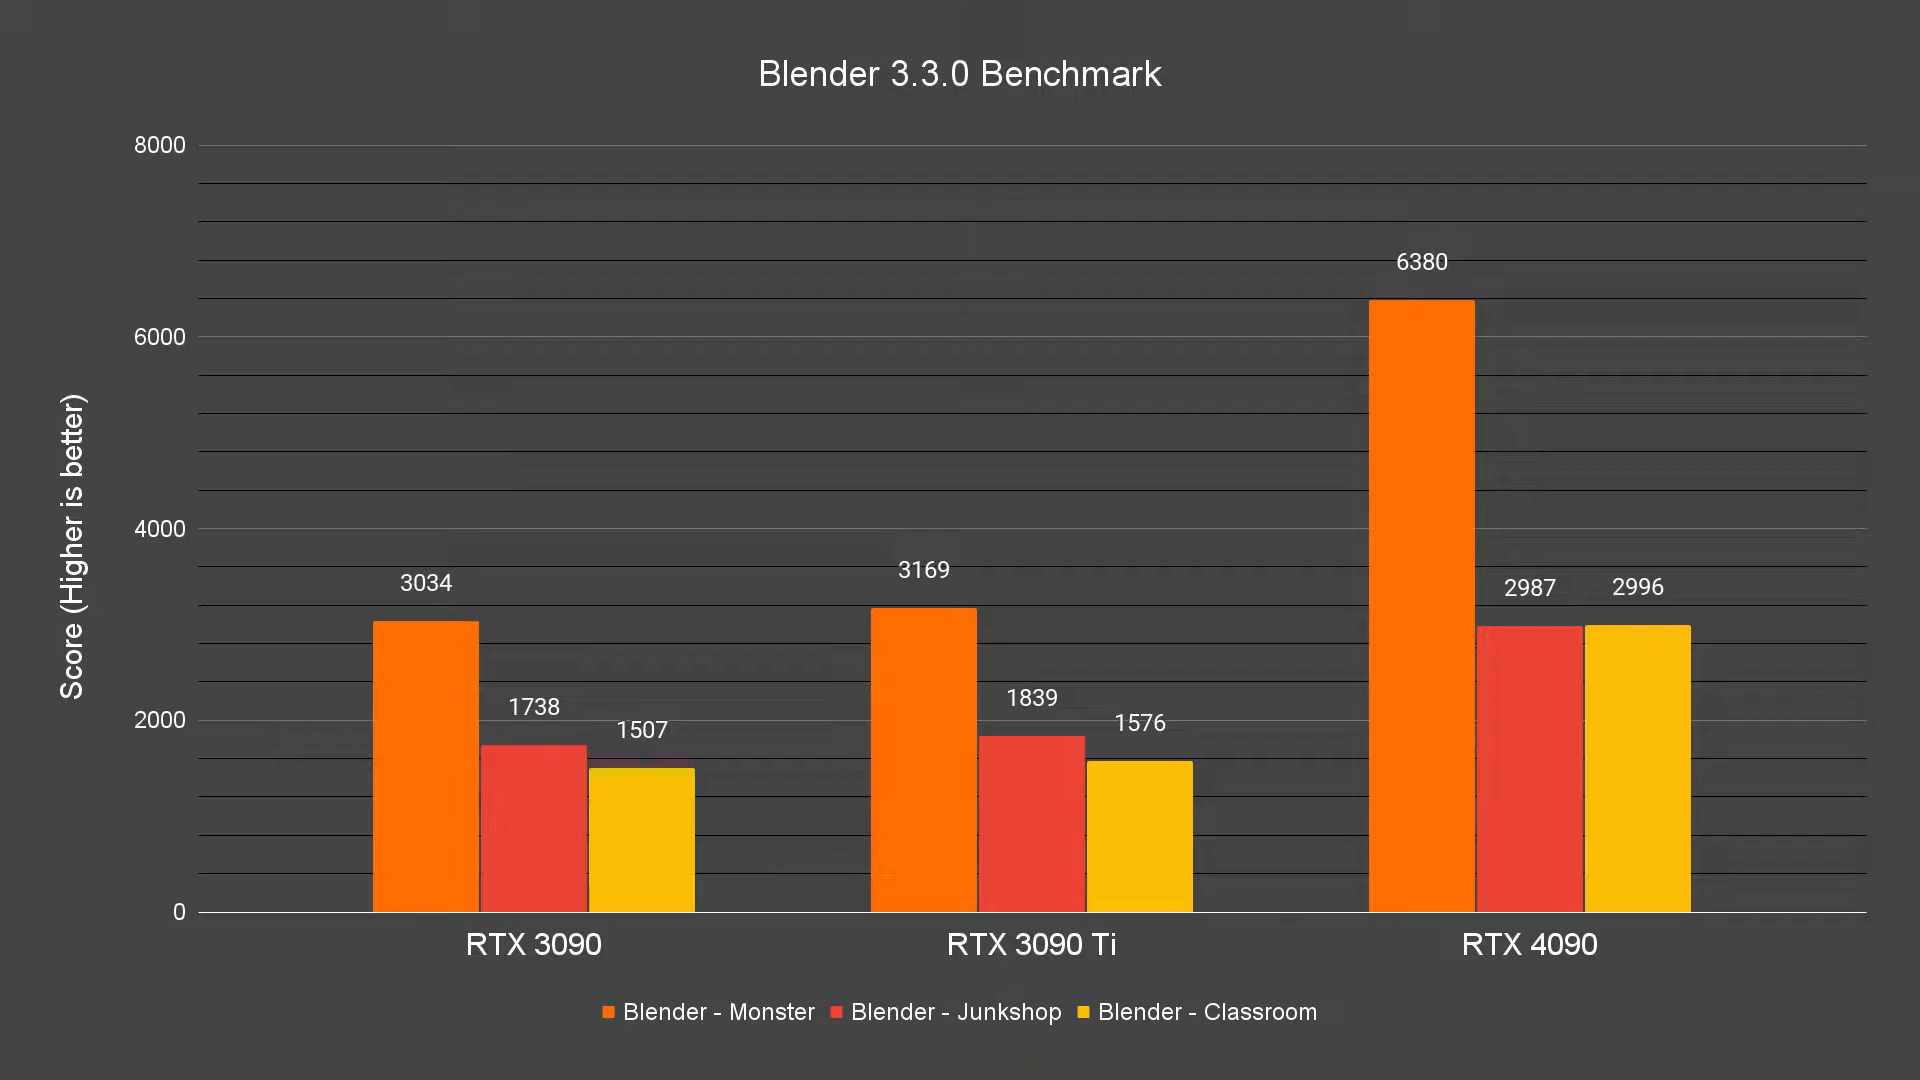 Blender 3.3.0 Benchmark
Score (Higher is better)
8000
6000
4000
2000
0
3034
1738
1507
3169
1839
1576
6380
2987
2996
RTX 3090
RTX 3090 Ti
RTX 4090
Blender - Monster
Blender - Junkshop
Blender - Classroom